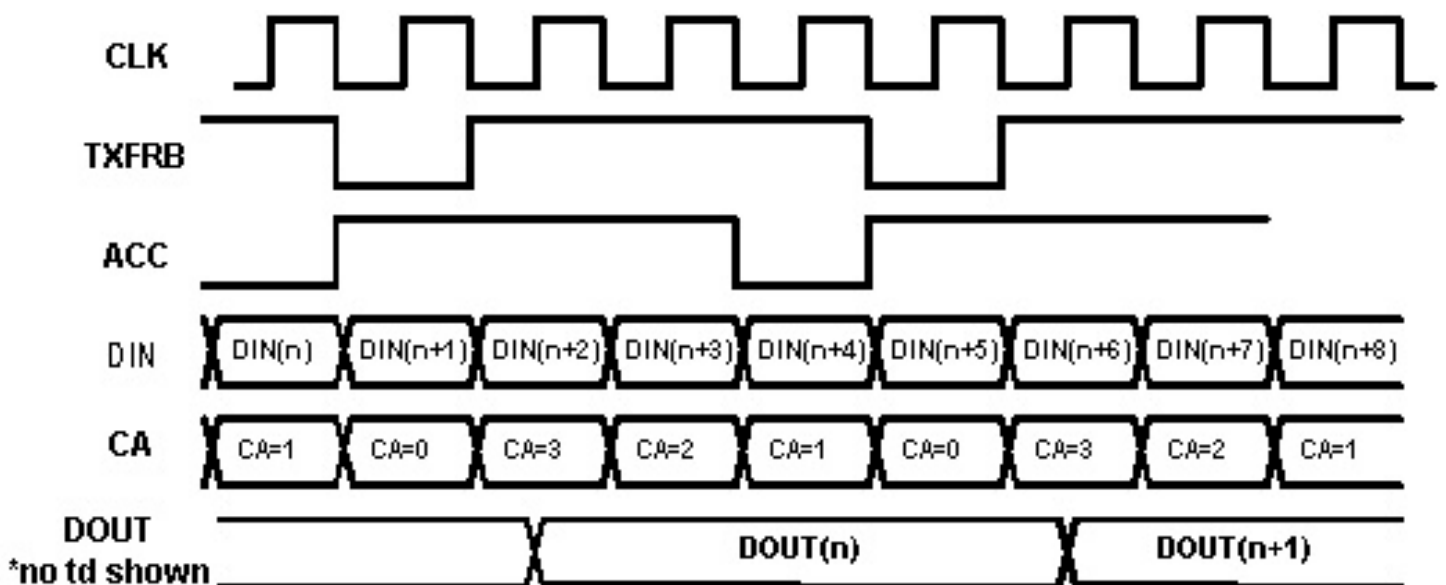 CLK
TXFRB
ACC
DIN DIN(n) DIN(n+1) DIN(n+2) DIN(n+3) DIN(n+4) DIN(n+5) DIN(n+6) DIN(n+7) DIN(n+8)
CA CA=1 CA=0 CA=3 CA=2 CA=1 CA=0 CA=3 CA=2 CA=1
DOUT DOUT(n) DOUT(n+1)
*no td shown